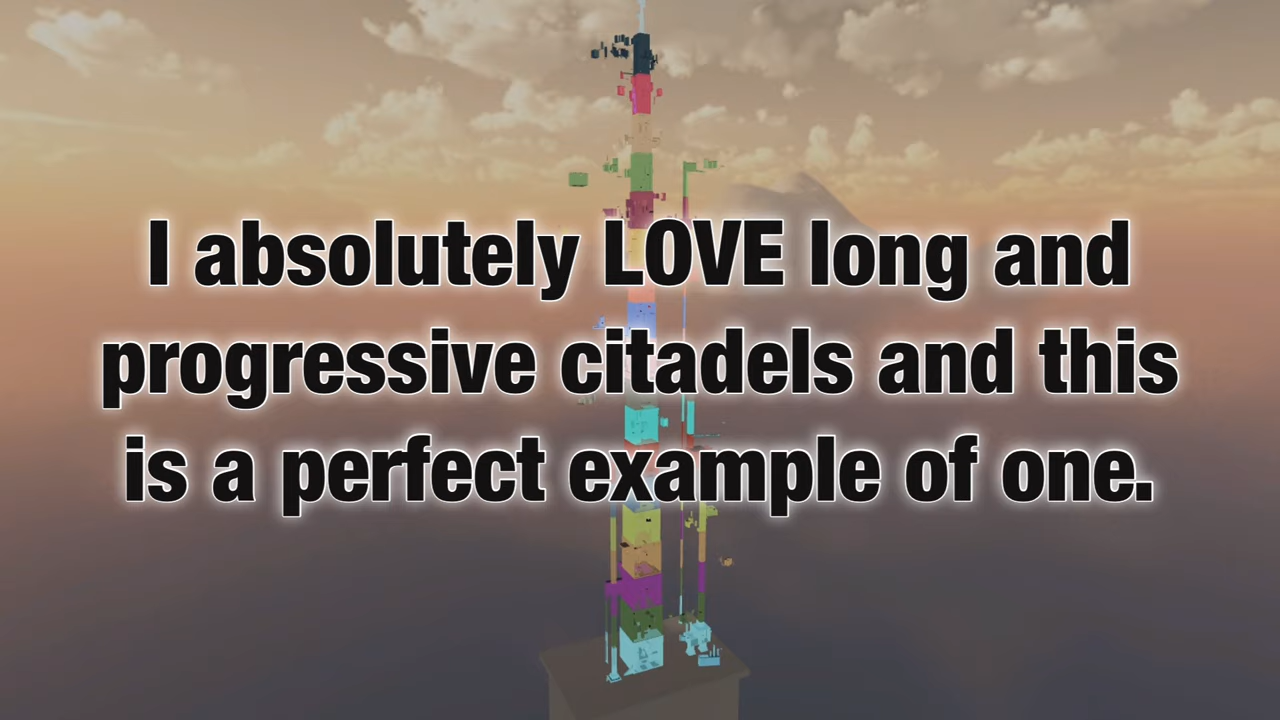 I absolutely LOVE long and
progressive citadels and this
is a perfect example of one.